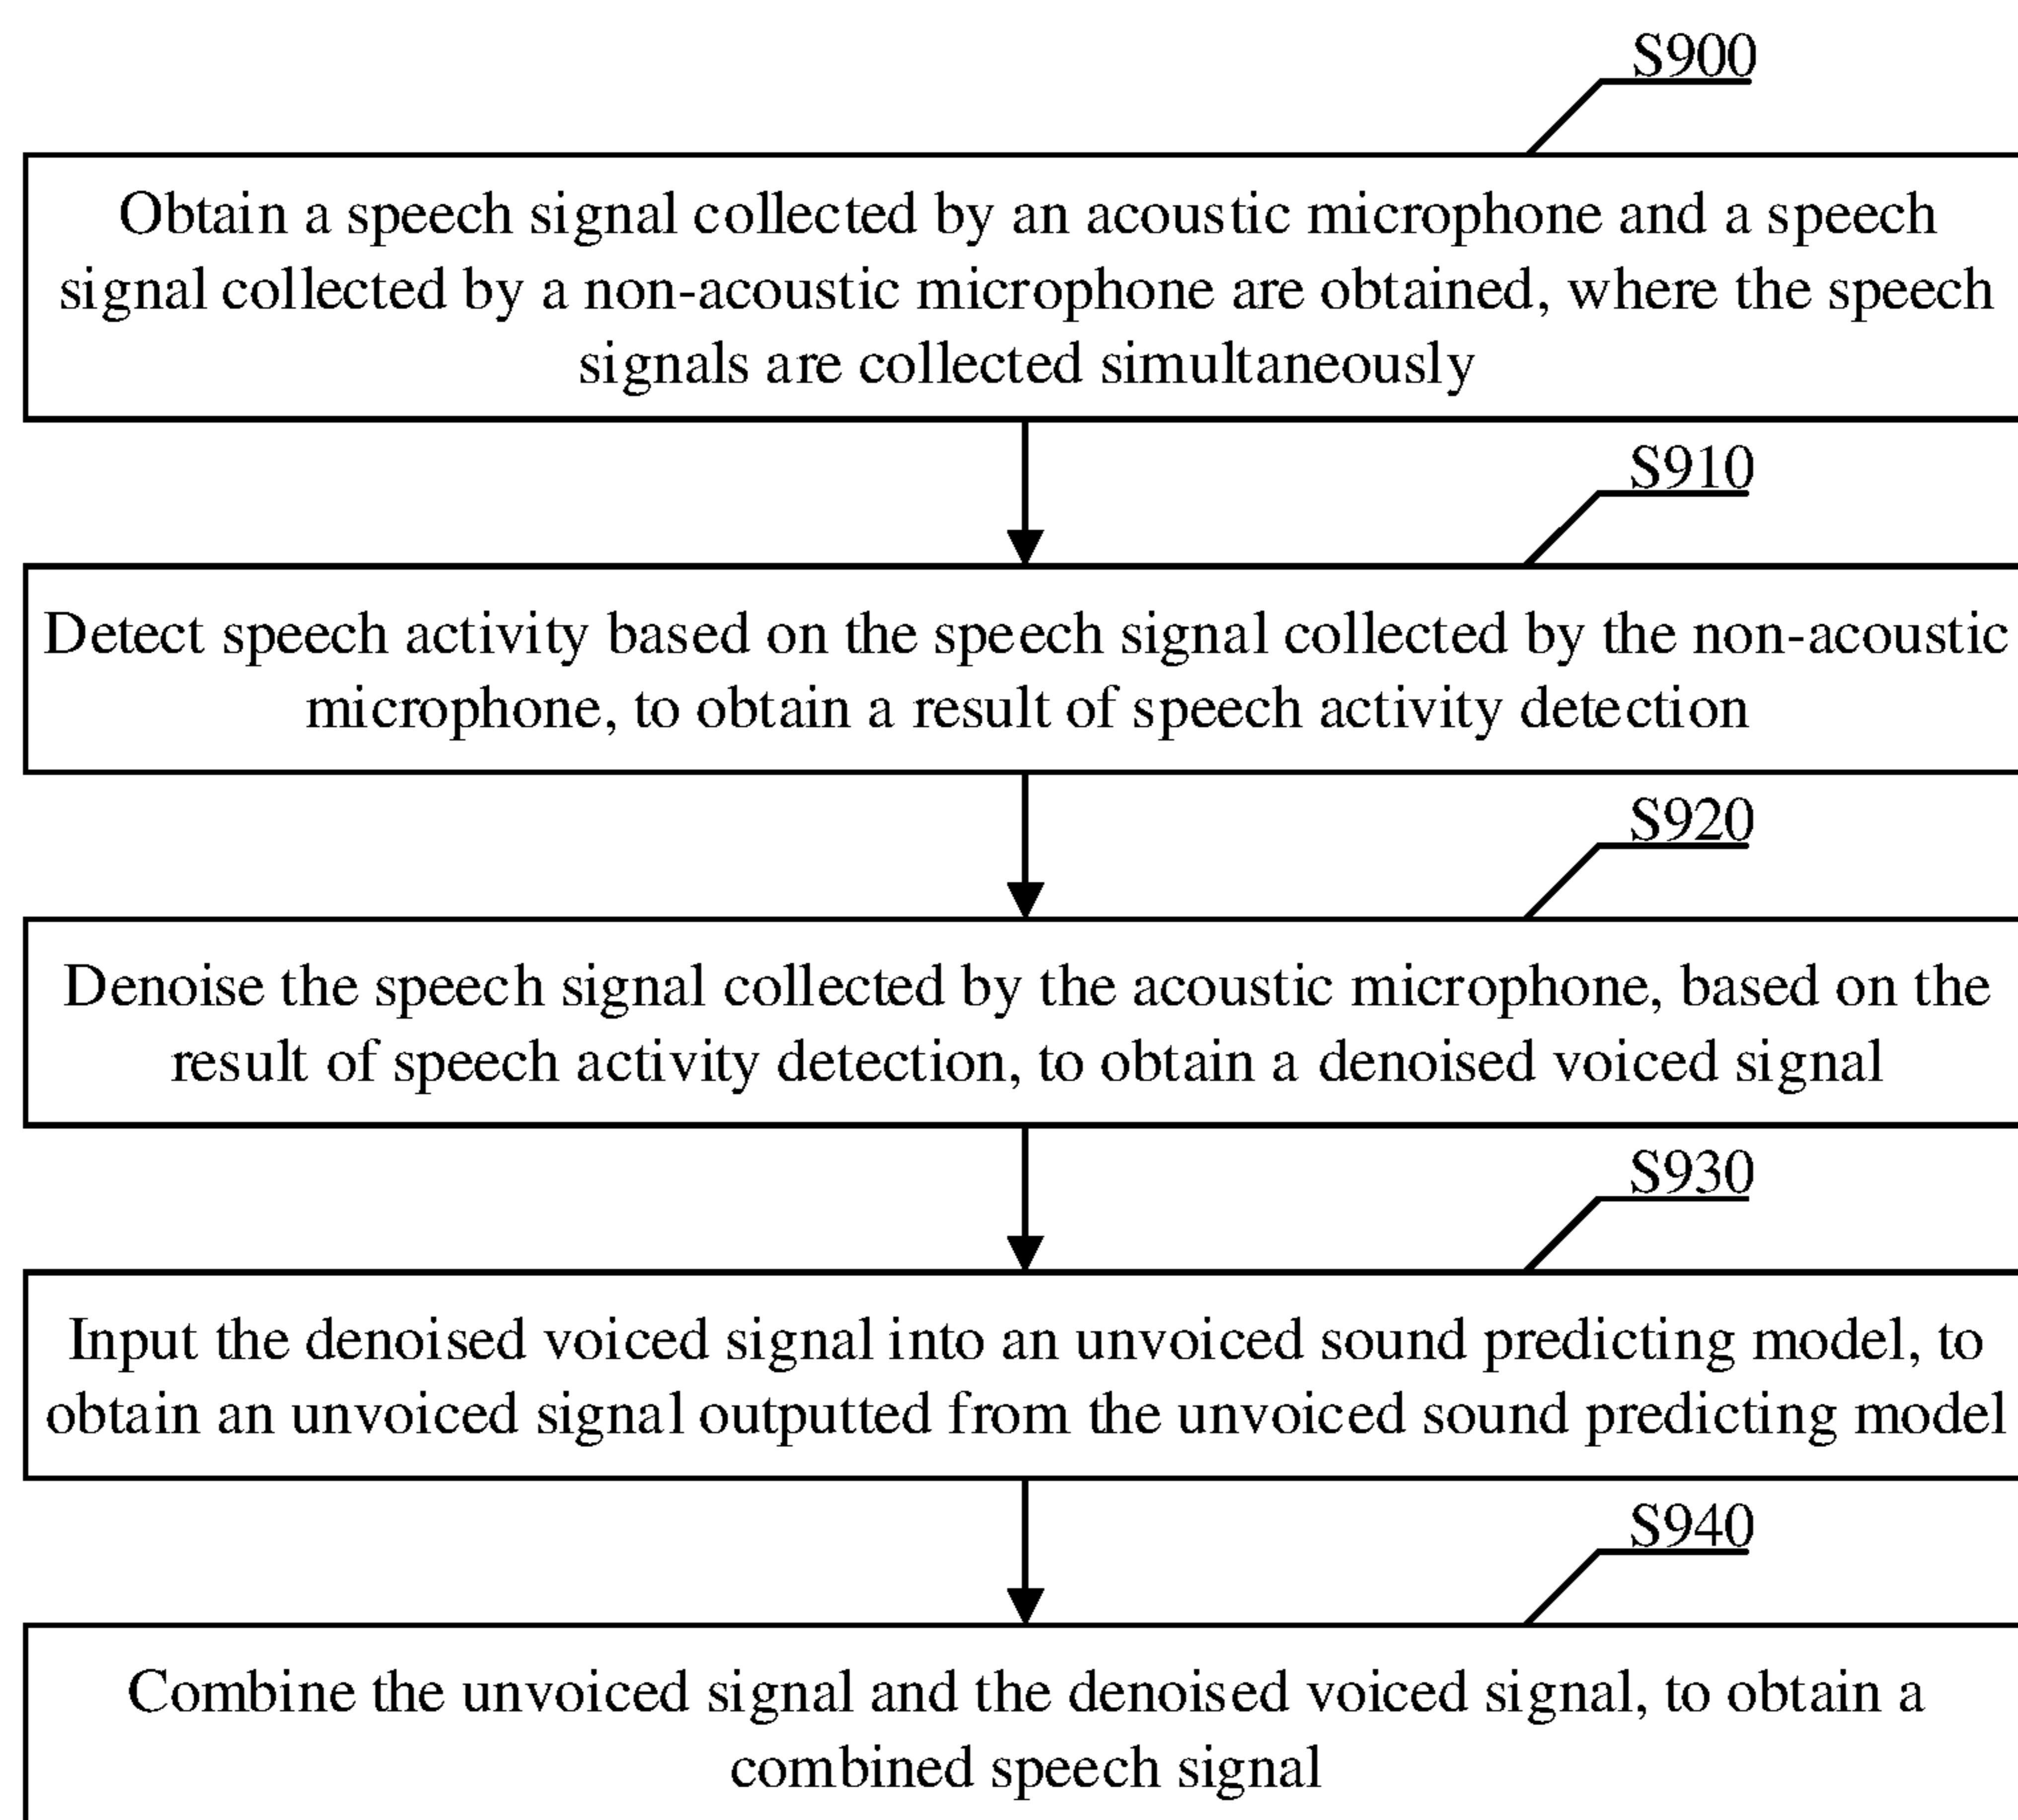 S900
Obtain a speech signal collected by an acoustic microphone and a speech
signal collected by a non-acoustic microphone are obtained, where the speech
signals are collected simultaneously
S910
Detect speech activity based on the speech signal collected by the non-acoustic
microphone, to obtain a result of speech activity detection
S920
Denoise the speech signal collected by the acoustic microphone, based on the
result of speech activity detection, to obtain a denoised voiced signal
S930
Input the denoised voiced signal into an unvoiced sound predicting model, to
obtain an unvoiced signal outputted from the unvoiced sound predicting model
S940
Combine the unvoiced signal and the denoised voiced signal, to obtain a
combined speech signal